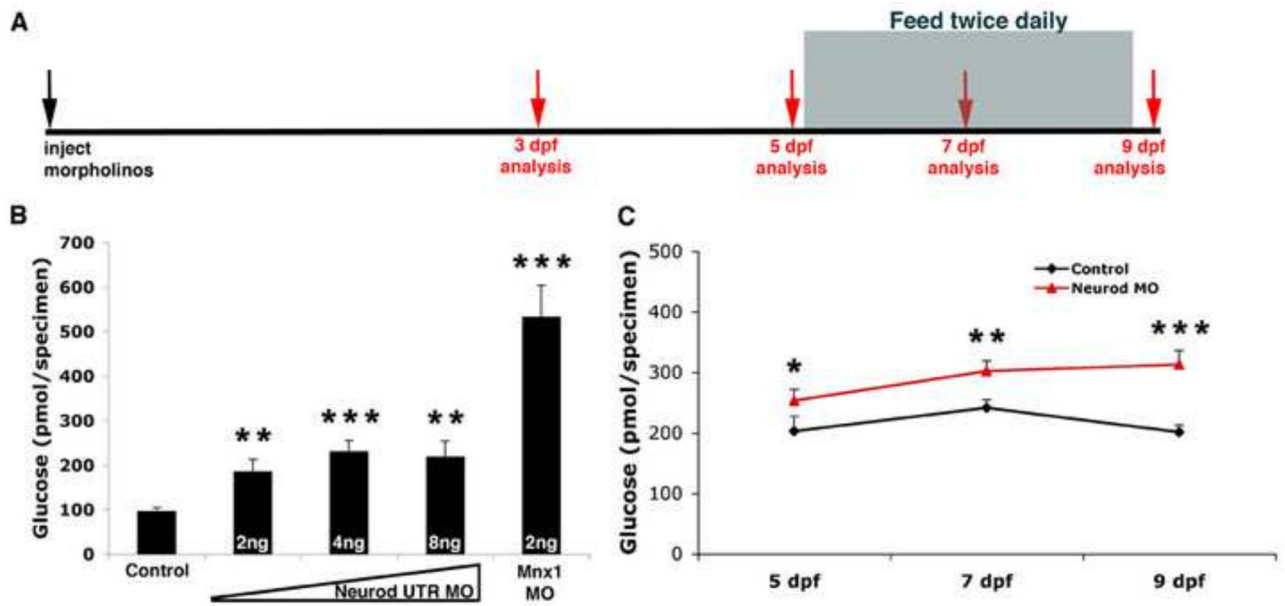 A
Feed twice daily
inject
morpholinos
3 dpf
analysis
5 dpf
analysis
7 dpf
analysis
9 dpf
analysis
B
Glucose (pmol/specimen)
700
600
500
400
300
200
100
0
**
***
**
***
2ng
4ng
8ng
2ng
Control
Neurod UTR MO
Mnx1
MO
C
Glucose (pmol/specimen)
500
400
300
200
100
0
Control
Neurod MO
*
**
***
5 dpf
7 dpf
9 dpf